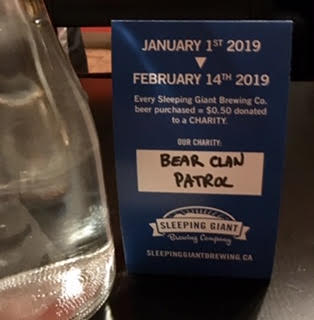 JANUARY 1ST 2019
FEBRUARY 14TH 2019
Every Sleeping Giant Brewing Co.
beer purchased = $0.50 donated
to a CHARITY.
OUR CHARITY:
BEAR CLAN
PATROL
SLEEPING GIANT
Brewing Company
SLEEPINGGIANTBREWING.CA